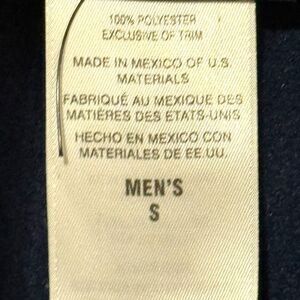 100% POLYESTER
EXCLUSIVE OF TRIM
MADE IN MEXICO OF U.S.
MATERIALS
FABRIQUÉ AU MEXIQUE DES
MATIÈRES DES ETATS-UNIS
HECHO EN MEXICO CON
MATERIALES DE EE.UU.
MEN'S
S